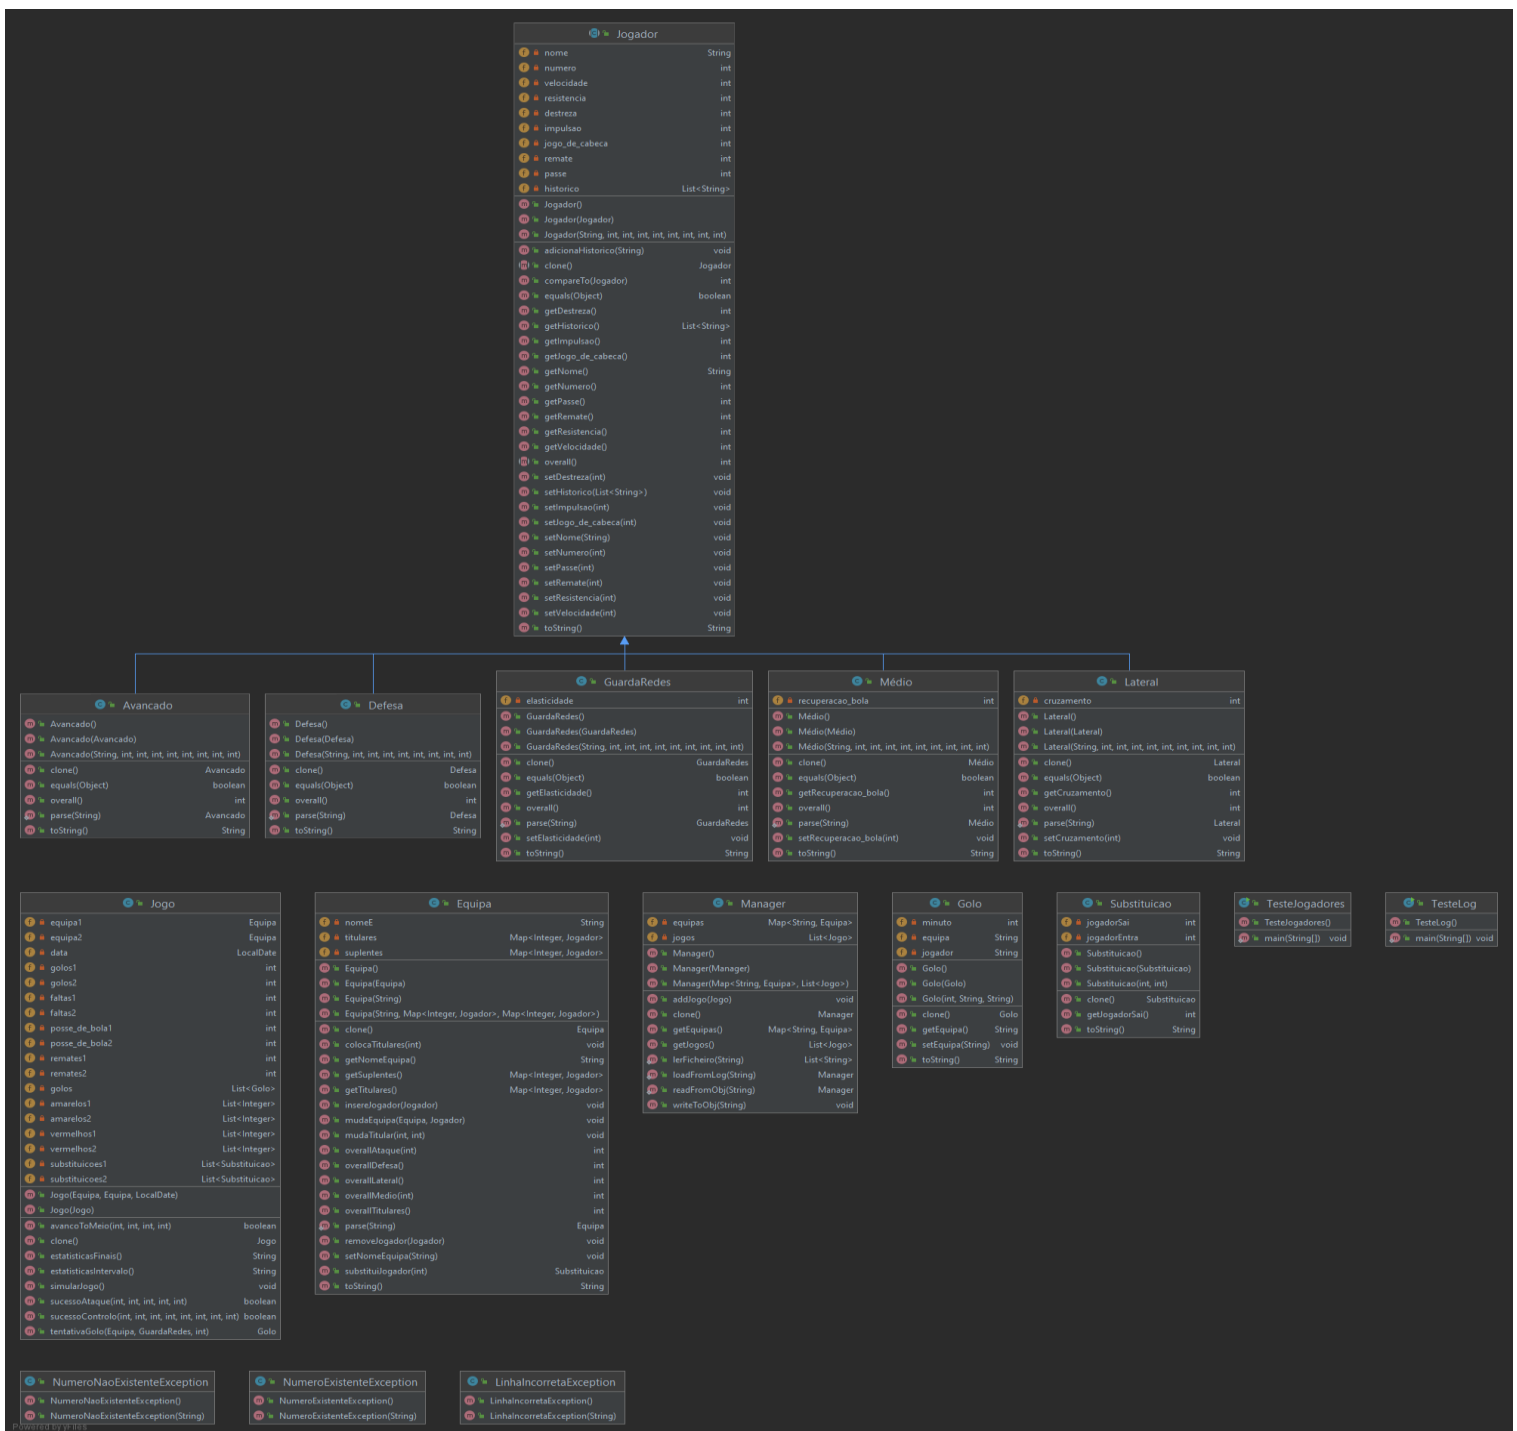 Jogador
nome String
numero int
velocidade int
resistencia int
destreza int
impulsao int
jogo_de_cabeca int
remate int
passe int
historico List<String>
Jogador()
Jogador(Jogador)
Jogador(String, int, int, int, int, int, int, int, int)
adicionaHistorico(String) void
clone() Jogador
compareTo(Jogador) int
equals(Object) boolean
getDestreza() int
getHistorico() List<String>
getImpulsao() int
getJogo_de_cabeca() int
getNome() String
getNumero() int
getPasse() int
getRemate() int
getResistencia() int
getVelocidade() int
overall() int
setDestreza(int) void
setHistorico(List<String>) void
setImpulsao(int) void
setJogo_de_cabeca(int) void
setNome(String) void
setNumero(int) void
setPasse(int) void
setRemate(int) void
setResistencia(int) void
setVelocidade(int) void
toString() String
Avancado
Avancado()
Avancado(Avancado)
Avancado(String, int, int, int, int, int, int, int, int)
clone() Avancado
equals(Object) boolean
overall() int
parse(String) Avancado
toString() String
Defesa
Defesa()
Defesa(Defesa)
Defesa(String, int, int, int, int, int, int, int, int)
clone() Defesa
equals(Object) boolean
overall() int
parse(String) Defesa
toString() String
GuardaRedes
elasticidade int
GuardaRedes()
GuardaRedes(GuardaRedes)
GuardaRedes(String, int, int, int, int, int, int, int, int, int)
clone() GuardaRedes
equals(Object) boolean
getElasticidade() int
overall() int
parse(String) GuardaRedes
setElasticidade(int) void
toString() String
Médio
recuperacao_bola int
Médio()
Médio(Médio)
Médio(String, int, int, int, int, int, int, int, int, int)
clone() Médio
equals(Object) boolean
getRecuperacao_bola() int
overall() int
parse(String) Médio
setRecuperacao_bola(int) void
toString() String
Lateral
cruzamento int
Lateral()
Lateral(Lateral)
Lateral(String, int, int, int, int, int, int, int, int, int)
clone() Lateral
equals(Object) boolean
getCruzamento() int
overall() int
parse(String) Lateral
setCruzamento(int) void
toString() String
Jogo
equipa1 Equipa
equipa2 Equipa
data LocalDate
golos1 int
golos2 int
faltas1 int
faltas2 int
posse_de_bola1 int
posse_de_bola2 int
remates1 int
remates2 int
golos List<Golo>
amarelos1 List<Integer>
amarelos2 List<Integer>
vermelhos1 List<Integer>
vermelhos2 List<Integer>
substituicoes1 List<Substituicao>
substituicoes2 List<Substituicao>
Jogo(Equipa, Equipa, LocalDate)
Jogo(Jogo)
avancoToMeio(int, int, int, int) boolean
clone() Jogo
estatisticasFinais() String
estatisticasIntervalo() String
simularJogo() void
sucessoAtaque(int, int, int, int, int) boolean
sucessoControlo(int, int, int, int, int, int, int, int) boolean
tentativaGolo(Equipa, GuardaRedes, int) Golo
Equipa
nomeE String
titulares Map<Integer, Jogador>
suplentes Map<Integer, Jogador>
Equipa()
Equipa(Equipa)
Equipa(String)
Equipa(String, Map<Integer, Jogador>, Map<Integer, Jogador>)
clone() Equipa
colocaTitulares(int) void
getNomeEquipa() String
getSuplentes() Map<Integer, Jogador>
getTitulares() Map<Integer, Jogador>
insereJogador(Jogador) void
mudaEquipa(Equipa, Jogador) void
mudaTitular(int, int) void
overallAtaque(int) int
overallDefesa() int
overallLateral() int
overallMedio(int) int
overallTitulares() int
parse(String) Equipa
removeJogador(Jogador) void
setNomeEquipa(String) void
substituiJogador(int) Substituicao
toString() String
Manager
equipas Map<String, Equipa>
jogos List<Jogo>
Manager()
Manager(Manager)
Manager(Map<String, Equipa>, List<Jogo>)
addJogo(Jogo) void
clone() Manager
getEquipas() Map<String, Equipa>
getJogos() List<Jogo>
lerFicheiro(String) List<String>
loadFromLog(String) Manager
readFromObj(String) Manager
writeToObj(String) void
Golo
minuto int
equipa String
jogador String
Golo()
Golo(Golo)
Golo(int, String, String)
clone() Golo
getEquipa() String
setEquipa(String) void
toString() String
Substituicao
jogadorSai int
jogadorEntra int
Substituicao()
Substituicao(Substituicao)
Substituicao(int, int)
clone() Substituicao
getJogadorSai() int
toString() String
TesteJogadores
TesteJogadores()
main(String[]) void
TesteLog
TesteLog()
main(String[]) void
NumeroNaoExistenteException
NumeroNaoExistenteException()
NumeroNaoExistenteException(String)
NumeroExistenteException
NumeroExistenteException()
NumeroExistenteException(String)
LinhaIncorretaException
LinhaIncorretaException()
LinhaIncorretaException(String)
Powered by yFiles